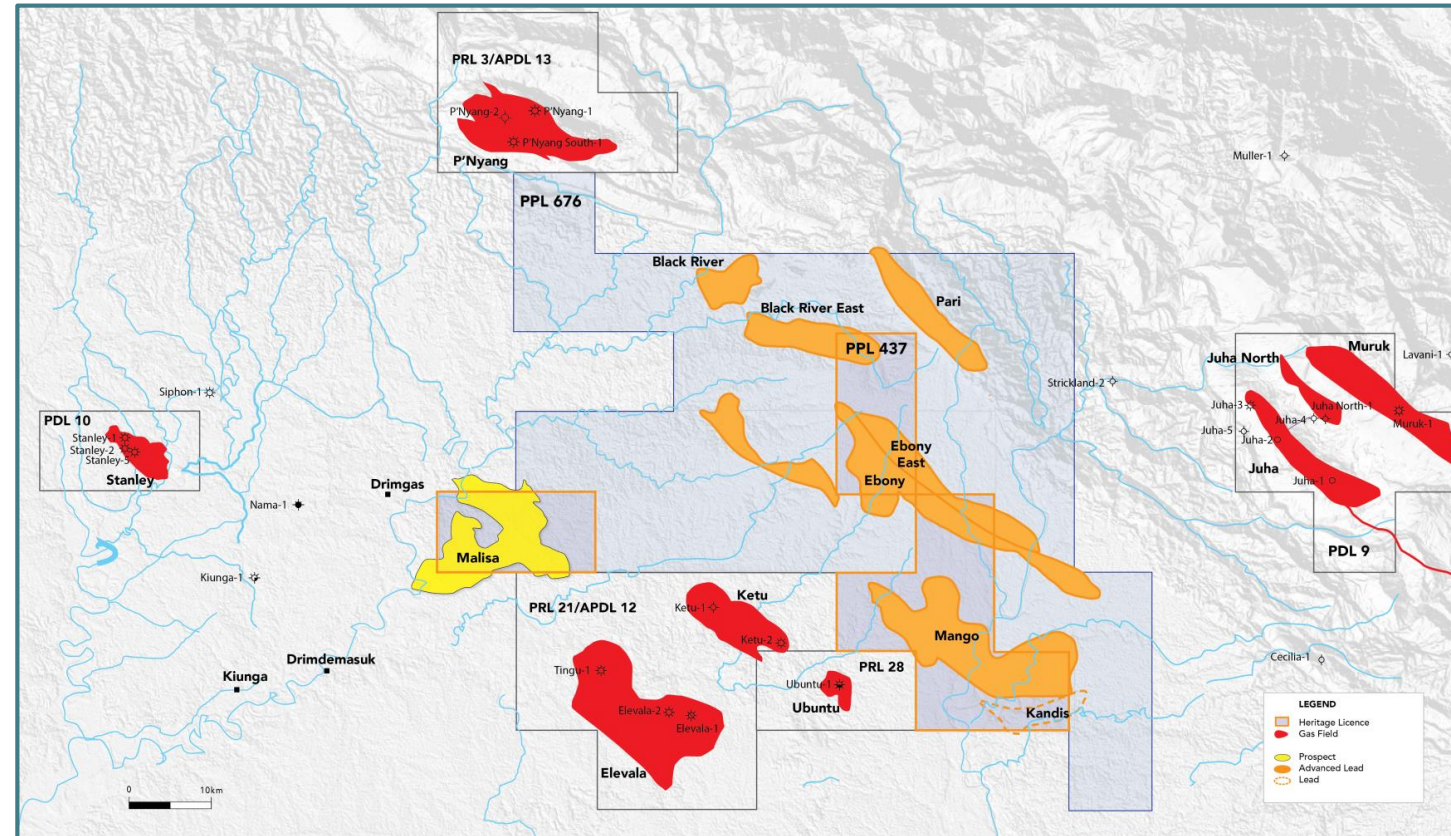 PRL 3/APDL 13
P'Nyang-2
P'Nyang-1
P'Nyang South-1
P'Nyang
Muller-1
PPL 676
Black River
Black River East
Pari
PPL 437
Juha North
Muruk
Lavani-1
Strickland-2
Siphon-1
Juha-3
Juha North-1
Juha-4
Muruk-1
Juha-5
Juha-2
PDL 10
Stanley-1
Stanley-2
Stanley-5
Stanley
Ebony
East
Ebony
Juha
Juha-1
Drimgas
Nama-1
Malisa
PDL 9
Kiunga-1
PRL 21/APDL 12
Ketu
Ketu-1
Ketu-2
Mango
Drimdemasuk
Kiunga
Tingu-1
PRL 28
Cecilia-1
Ubuntu-1
Ubuntu
Elevala-2
Elevala-1
Kandis
Elevala
0 10km
LEGEND
Heritage Licence
Gas Field
Prospect
Advanced Lead
Lead